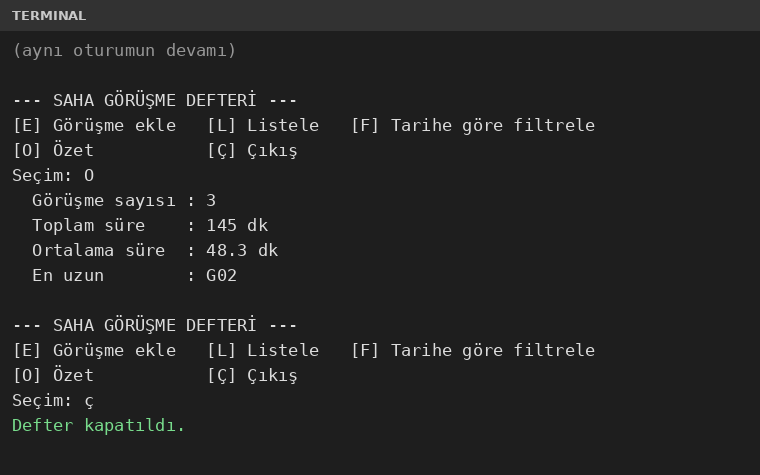 TERMINAL
(aynı oturumun devamı)
--- SAHA GÖRÜŞME DEFTERİ ---
[E] Görüşme ekle   [L] Listele   [F] Tarihe göre filtrele
[O] Özet           [Ç] Çıkış
Seçim: O
  Görüşme sayısı : 3
  Toplam süre    : 145 dk
  Ortalama süre  : 48.3 dk
  En uzun        : G02
--- SAHA GÖRÜŞME DEFTERİ ---
[E] Görüşme ekle   [L] Listele   [F] Tarihe göre filtrele
[O] Özet           [Ç] Çıkış
Seçim: ç
Defter kapatıldı.